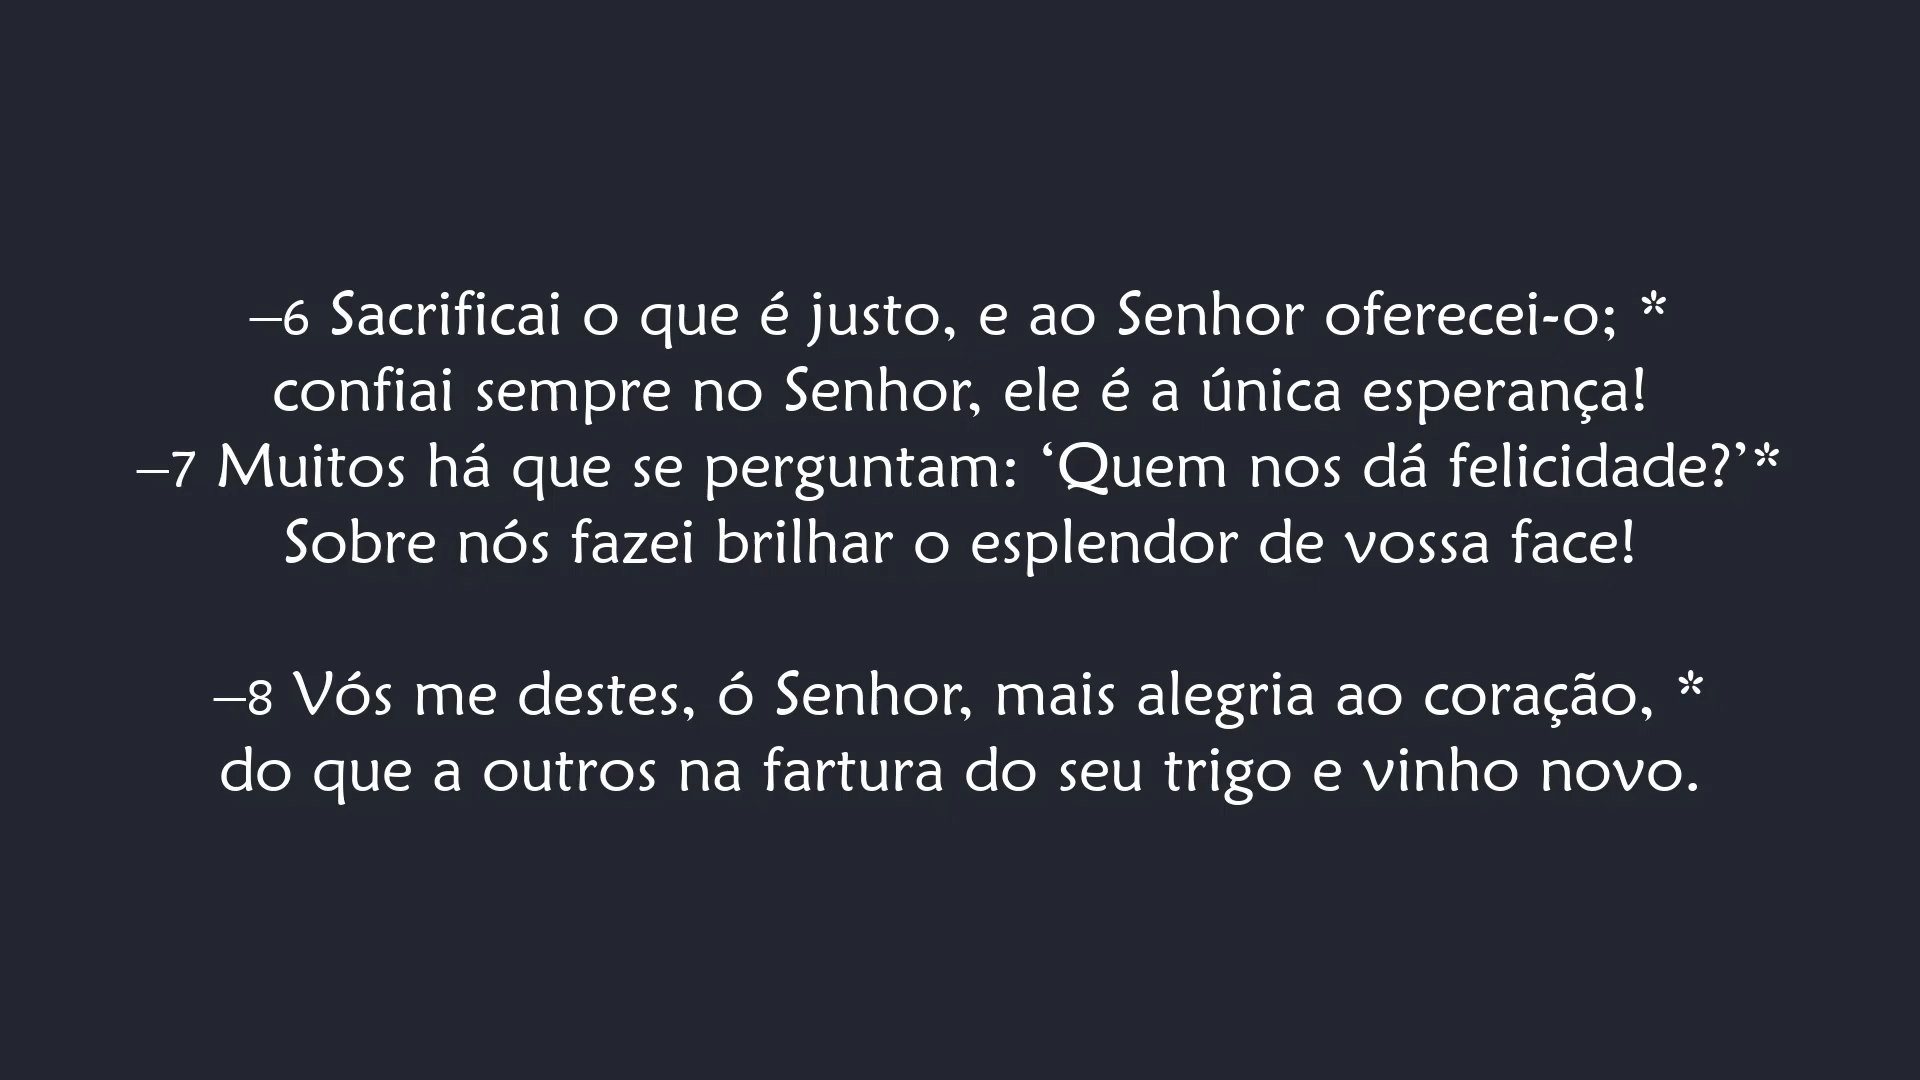 –6 Sacrificai o que é justo, e ao Senhor oferecei-o; *
confiai sempre no Senhor, ele é a única esperança!
–7 Muitos há que se perguntam: ‘Quem nos dá felicidade?’*
Sobre nós fazei brilhar o esplendor de vossa face!
–8 Vós me destes, ó Senhor, mais alegria ao coração, *
do que a outros na fartura do seu trigo e vinho novo.